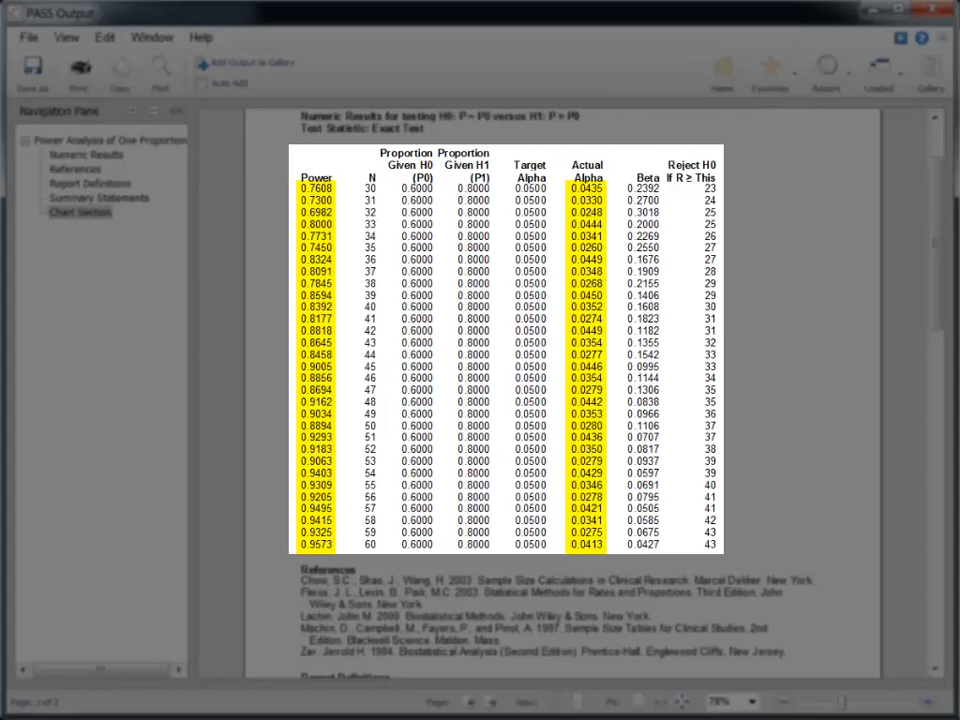 PASS Output
File View Edit Window Help
Save as Print Copy Find Add Output to Gallery Auto Add Home Favorites Recent Loaded Gallery
Navigation Pane
Power Analysis of One Proportion
Numeric Results
References
Report Definitions
Summary Statements
Chart Section
Numeric Results for testing H0: P = P0 versus H1: P > P0
Test Statistic: Exact Test
Proportion Proportion
Given H0 Given H1 Target Actual Reject H0
Power N (P0) (P1) Alpha Alpha Beta If R ≥ This
0.7608 30 0.6000 0.8000 0.0500 0.0435 0.2392 23
0.7300 31 0.6000 0.8000 0.0500 0.0330 0.2700 24
0.6982 32 0.6000 0.8000 0.0500 0.0248 0.3018 25
0.8000 33 0.6000 0.8000 0.0500 0.0444 0.2000 25
0.7731 34 0.6000 0.8000 0.0500 0.0341 0.2269 26
0.7450 35 0.6000 0.8000 0.0500 0.0260 0.2550 27
0.8324 36 0.6000 0.8000 0.0500 0.0449 0.1676 27
0.8091 37 0.6000 0.8000 0.0500 0.0348 0.1909 28
0.7845 38 0.6000 0.8000 0.0500 0.0268 0.2155 29
0.8594 39 0.6000 0.8000 0.0500 0.0450 0.1406 29
0.8392 40 0.6000 0.8000 0.0500 0.0352 0.1608 30
0.8177 41 0.6000 0.8000 0.0500 0.0274 0.1823 31
0.8818 42 0.6000 0.8000 0.0500 0.0449 0.1182 31
0.8645 43 0.6000 0.8000 0.0500 0.0354 0.1355 32
0.8458 44 0.6000 0.8000 0.0500 0.0277 0.1542 33
0.9005 45 0.6000 0.8000 0.0500 0.0446 0.0995 33
0.8856 46 0.6000 0.8000 0.0500 0.0354 0.1144 34
0.8694 47 0.6000 0.8000 0.0500 0.0279 0.1306 35
0.9162 48 0.6000 0.8000 0.0500 0.0442 0.0838 35
0.9034 49 0.6000 0.8000 0.0500 0.0353 0.0966 36
0.8894 50 0.6000 0.8000 0.0500 0.0280 0.1106 37
0.9293 51 0.6000 0.8000 0.0500 0.0436 0.0707 37
0.9183 52 0.6000 0.8000 0.0500 0.0350 0.0817 38
0.9063 53 0.6000 0.8000 0.0500 0.0279 0.0937 39
0.9403 54 0.6000 0.8000 0.0500 0.0429 0.0597 39
0.9309 55 0.6000 0.8000 0.0500 0.0346 0.0691 40
0.9205 56 0.6000 0.8000 0.0500 0.0278 0.0795 41
0.9495 57 0.6000 0.8000 0.0500 0.0421 0.0505 41
0.9415 58 0.6000 0.8000 0.0500 0.0341 0.0585 42
0.9325 59 0.6000 0.8000 0.0500 0.0275 0.0675 43
0.9573 60 0.6000 0.8000 0.0500 0.0413 0.0427 43
References
Chow, S.C., Shao, J., Wang, H. 2003. Sample Size Calculations in Clinical Research. Marcel Dekker. New York.
Fleiss, J. L., Levin, B., Paik, M.C. 2003. Statistical Methods for Rates and Proportions. Third Edition. John
Wiley & Sons. New York.
Lachin, John M. 2000. Biostatistical Methods. John Wiley & Sons. New York.
Machin, D., Campbell, M., Fayers, P., and Pinol, A. 1997. Sample Size Tables for Clinical Studies, 2nd
Edition. Blackwell Science. Malden, Mass.
Zar, Jerrold H. 1984. Biostatistical Analysis (Second Edition). Prentice-Hall. Englewood Cliffs, New Jersey.
Report Definitions
Page: 1 of 2 Page: 78%